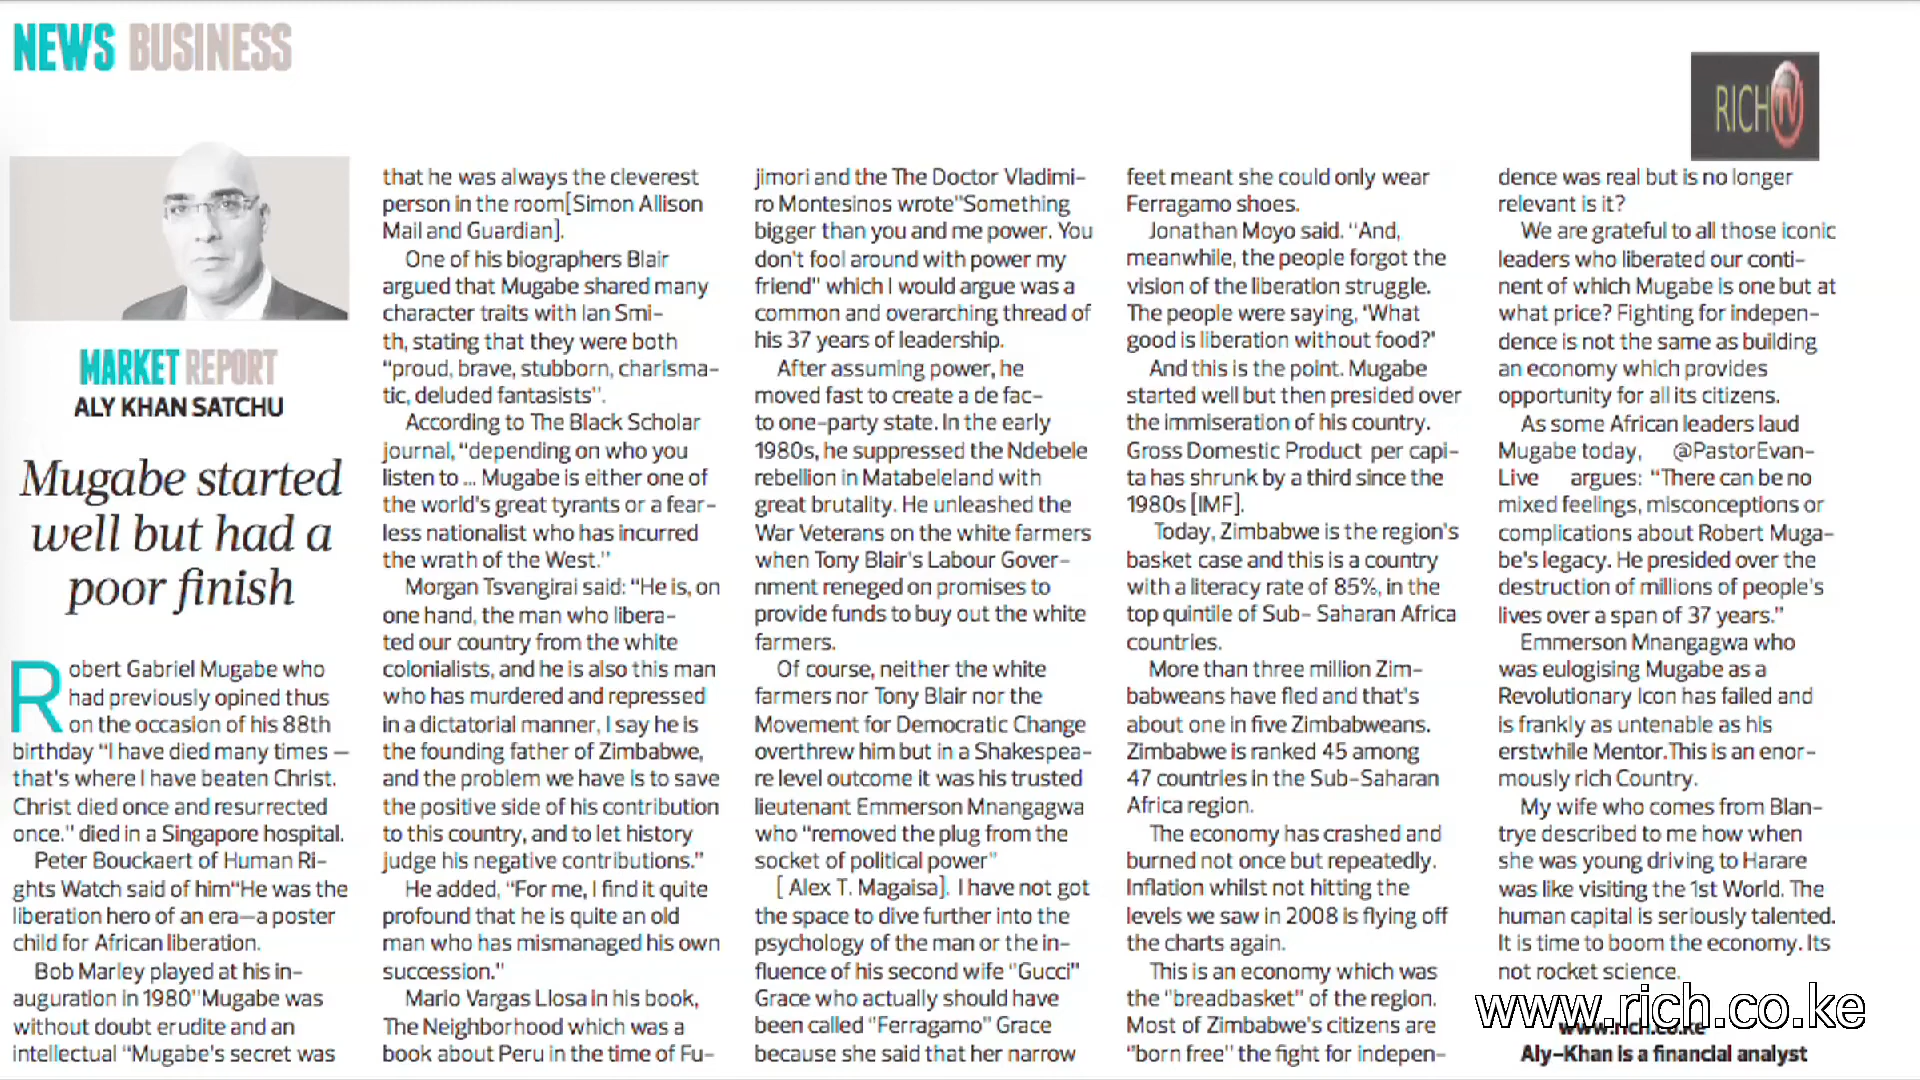 NEWS BUSINESS
RICH TV
MARKET REPORT
ALY KHAN SATCHU
Mugabe started
well but had a
poor finish
Robert Gabriel Mugabe who
had previously opined thus
on the occasion of his 88th
birthday “I have died many times —
that's where I have beaten Christ.
Christ died once and resurrected
once." died in a Singapore hospital.
Peter Bouckaert of Human Ri-
ghts Watch said of him“He was the
liberation hero of an era—a poster
child for African liberation.
Bob Marley played at his in-
auguration in 1980"Mugabe was
without doubt erudite and an
intellectual “Mugabe's secret was
that he was always the cleverest
person in the room[Simon Allison
Mail and Guardian].
One of his biographers Blair
argued that Mugabe shared many
character traits with Ian Smi-
th, stating that they were both
“proud, brave, stubborn, charisma-
tic, deluded fantasists”.
According to The Black Scholar
journal, “depending on who you
listen to ... Mugabe is either one of
the world's great tyrants or a fear-
less nationalist who has incurred
the wrath of the West.”
Morgan Tsvangirai said: “He is, on
one hand, the man who libera-
ted our country from the white
colonialists, and he is also this man
who has murdered and repressed
in a dictatorial manner, I say he is
the founding father of Zimbabwe,
and the problem we have is to save
the positive side of his contribution
to this country, and to let history
judge his negative contributions.”
He added, “For me, I find it quite
profound that he is quite an old
man who has mismanaged his own
succession."
Mario Vargas Llosa in his book,
The Neighborhood which was a
book about Peru in the time of Fu-
jimori and the The Doctor Vladimi-
ro Montesinos wrote"Something
bigger than you and me power. You
don't fool around with power my
friend" which I would argue was a
common and overarching thread of
his 37 years of leadership.
After assuming power, he
moved fast to create a de fac-
to one-party state. In the early
1980s, he suppressed the Ndebele
rebellion in Matabeleland with
great brutality. He unleashed the
War Veterans on the white farmers
when Tony Blair's Labour Gover-
nment reneged on promises to
provide funds to buy out the white
farmers.
Of course, neither the white
farmers nor Tony Blair nor the
Movement for Democratic Change
overthrew him but in a Shakespea-
re level outcome it was his trusted
lieutenant Emmerson Mnangagwa
who “removed the plug from the
socket of political power"
[ Alex T. Magaisa]. I have not got
the space to dive further into the
psychology of the man or the in-
fluence of his second wife “Gucci”
Grace who actually should have
been called “Ferragamo” Grace
because she said that her narrow
feet meant she could only wear
Ferragamo shoes.
Jonathan Moyo said. “And,
meanwhile, the people forgot the
vision of the liberation struggle.
The people were saying, ‘What
good is liberation without food?’
And this is the point. Mugabe
started well but then presided over
the immiseration of his country.
Gross Domestic Product per capi-
ta has shrunk by a third since the
1980s [IMF].
Today, Zimbabwe is the region's
basket case and this is a country
with a literacy rate of 85%, in the
top quintile of Sub- Saharan Africa
countries.
More than three million Zim-
babweans have fled and that's
about one in five Zimbabweans.
Zimbabwe is ranked 45 among
47 countries in the Sub-Saharan
Africa region.
The economy has crashed and
burned not once but repeatedly.
Inflation whilst not hitting the
levels we saw in 2008 is flying off
the charts again.
This is an economy which was
the "breadbasket" of the region.
Most of Zimbabwe's citizens are
"born free" the fight for indepen-
dence was real but is no longer
relevant is it?
We are grateful to all those iconic
leaders who liberated our conti-
nent of which Mugabe is one but at
what price? Fighting for indepen-
dence is not the same as building
an economy which provides
opportunity for all its citizens.
As some African leaders laud
Mugabe today, @PastorEvan-
Live argues: “There can be no
mixed feelings, misconceptions or
complications about Robert Muga-
be's legacy. He presided over the
destruction of millions of people's
lives over a span of 37 years.”
Emmerson Mnangagwa who
was eulogising Mugabe as a
Revolutionary Icon has failed and
is frankly as untenable as his
erstwhile Mentor.This is an enor-
mously rich Country.
My wife who comes from Blan-
trye described to me how when
she was young driving to Harare
was like visiting the 1st World. The
human capital is seriously talented.
It is time to boom the economy. Its
not rocket science.
www.rich.co.ke
www.rich.co.ke
Aly-Khan is a financial analyst